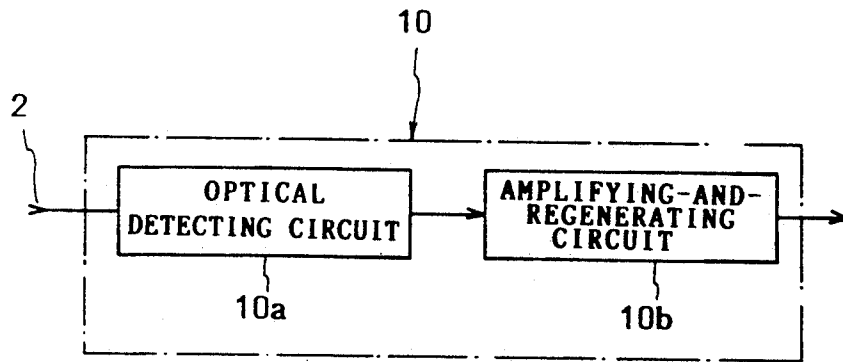 10
2
OPTICAL
DETECTING CIRCUIT
AMPLIFYING-AND-
REGENERATING
CIRCUIT
10a
10b